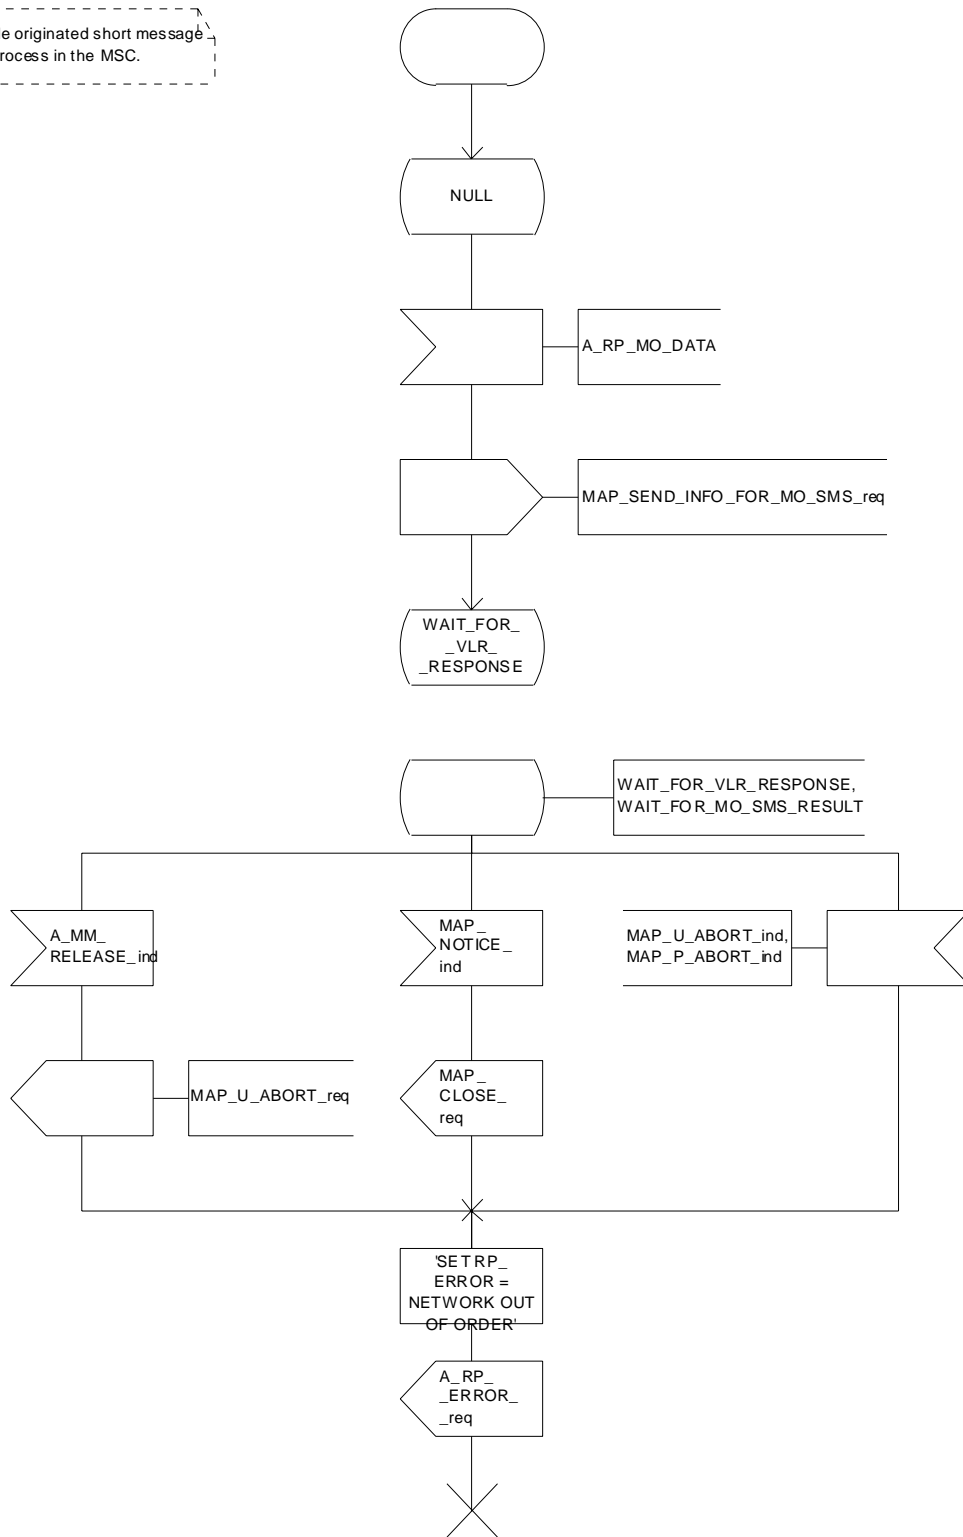 originated short message
process in the MSC.
NULL
A_RP_MO_DATA
MAP_SEND_INFO_FOR_MO_SMS_req
WAIT_FOR_
_VLR_
_RESPONSE
WAIT_FOR_VLR_RESPONSE,
WAIT_FOR_MO_SMS_RESULT
A_MM_
RELEASE_ind
MAP_
NOTICE_
ind
MAP_U_ABORT_ind,
MAP_P_ABORT_ind
MAP_U_ABORT_req
MAP_
CLOSE_
req
'SET RP_
ERROR =
NETWORK OUT
OF ORDER'
A_RP_
_ERROR_
_req